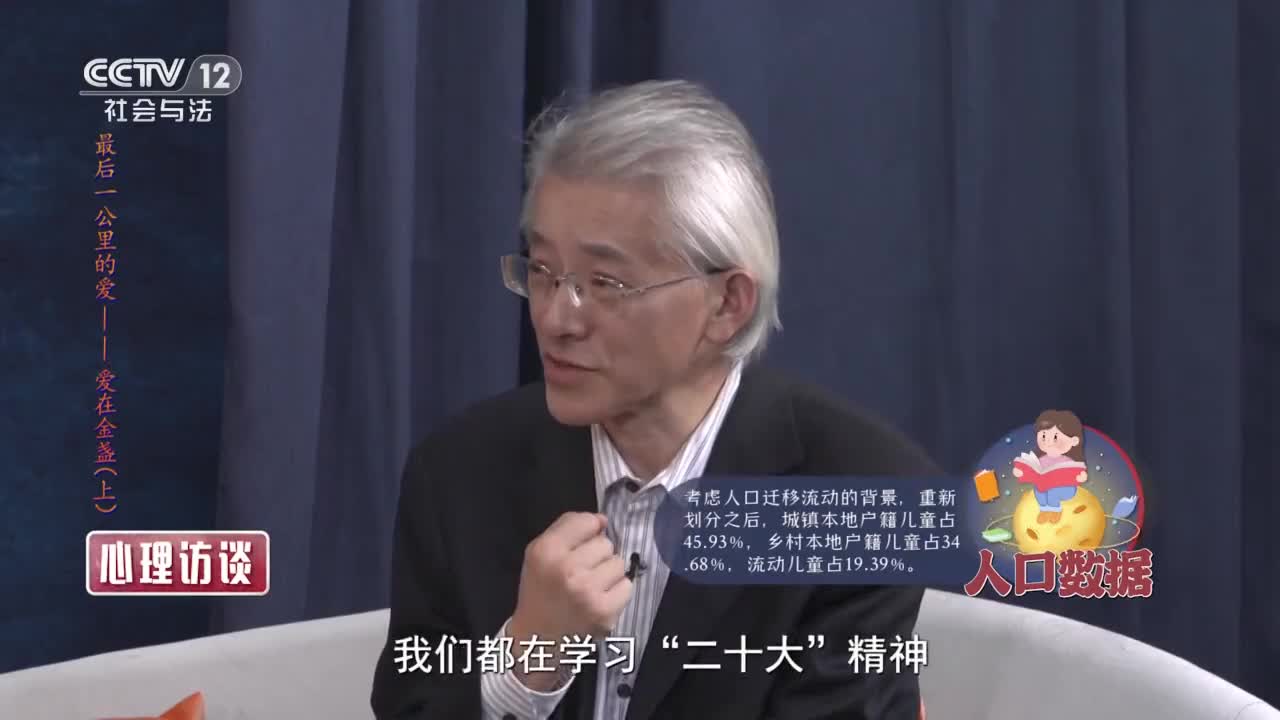 CCTV 12
社会与法
最后一公里的爱——爱在金盏(上)
心理访谈
考虑人口迁移流动的背景，重新
划分之后，城镇本地户籍儿童占
45.93%，乡村本地户籍儿童占34
.68%，流动儿童占19.39%。
人口数据
我们都在学习“二十大”精神